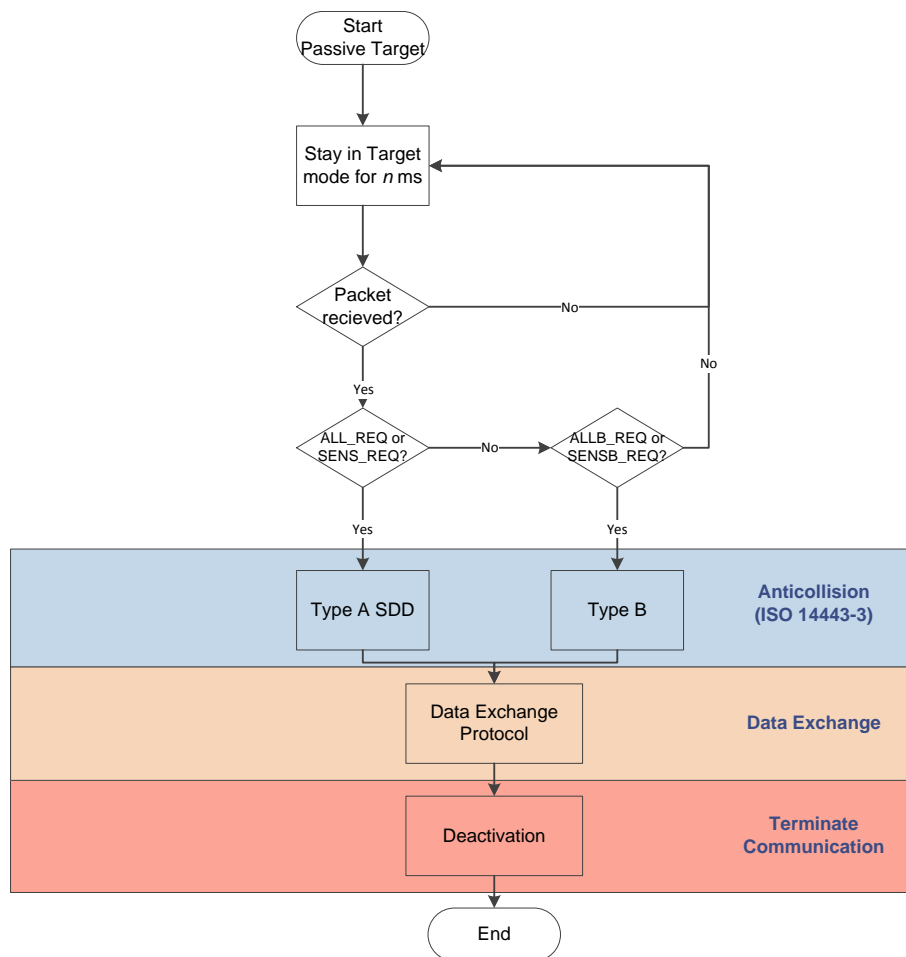 Start
Passive Target
Stay in Target
mode for n ms
Packet
recieved?
No
No
Yes
ALL_REQ or
SENS_REQ?
No
ALLB_REQ or
SENSB_REQ?
Yes
Yes
Type A SDD
Type B
Anticollision
(ISO 14443-3)
Data Exchange
Protocol
Data Exchange
Deactivation
Terminate
Communication
End